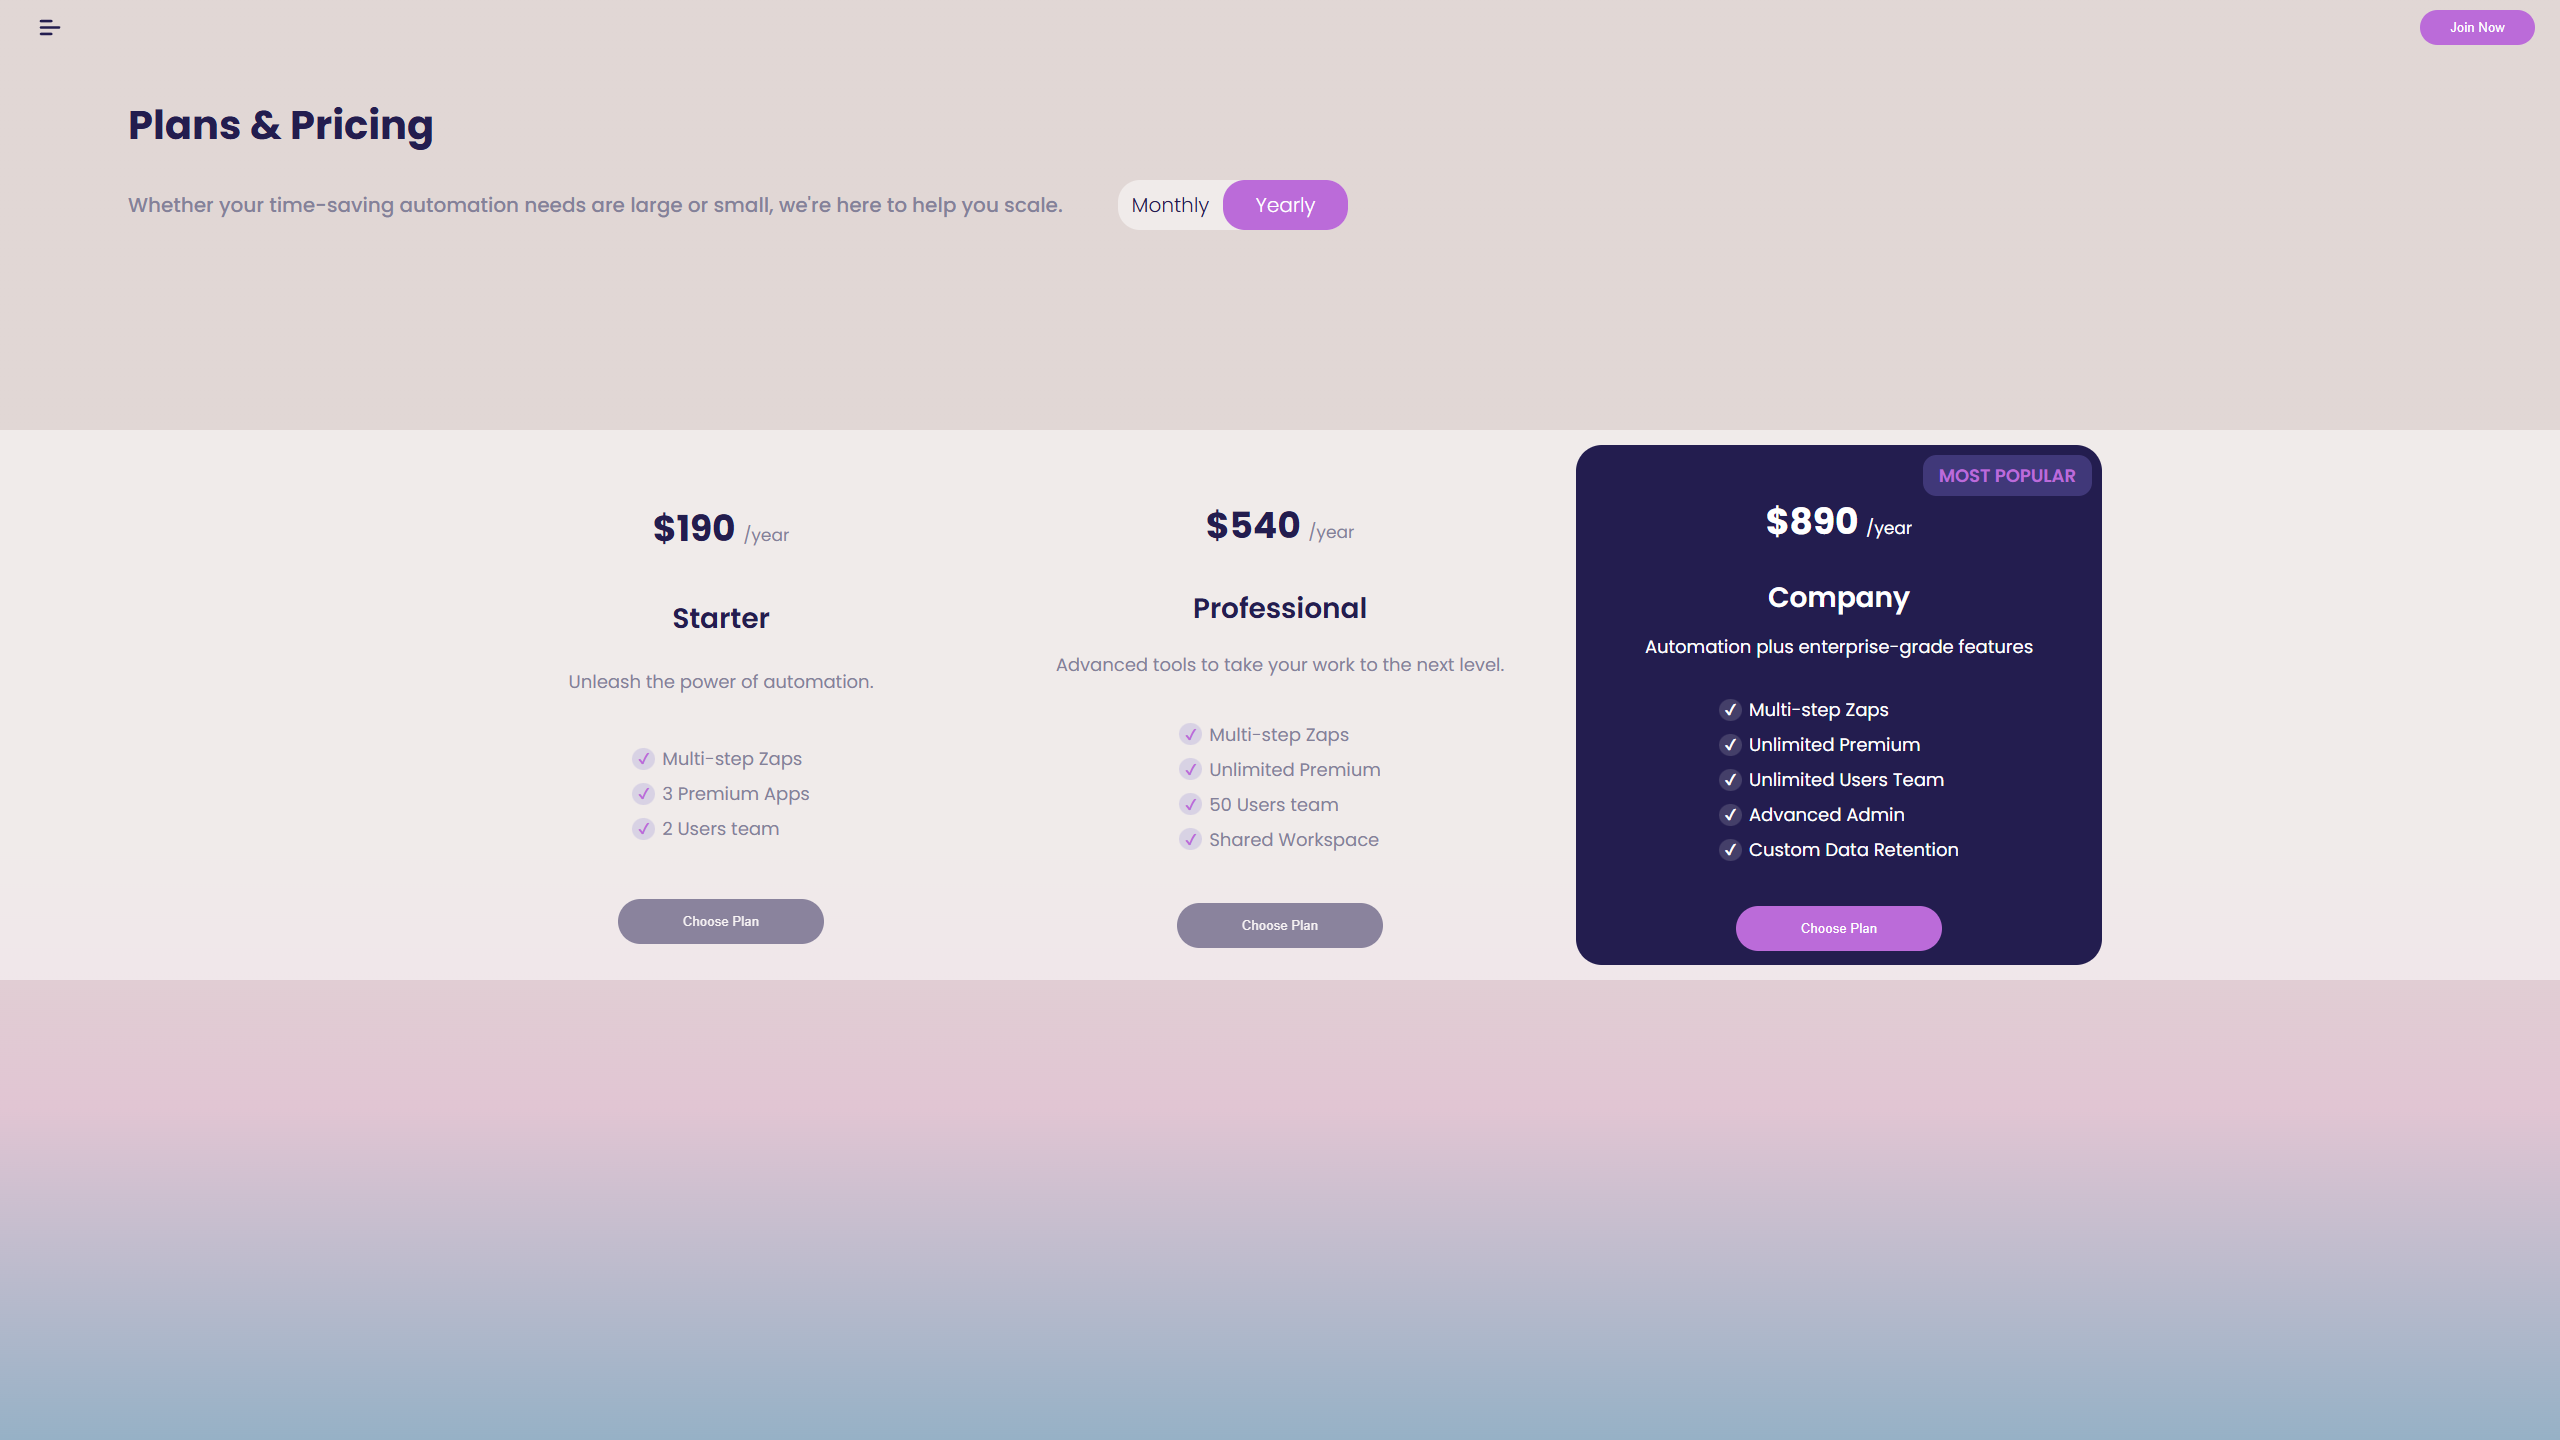 Join Now
Plans & Pricing
Whether your time-saving automation needs are large or small, we're here to help you scale.
Monthly
Yearly
$190 /year
Starter
Unleash the power of automation.
Multi-step Zaps
3 Premium Apps
2 Users team
Choose Plan
$540 /year
Professional
Advanced tools to take your work to the next level.
Multi-step Zaps
Unlimited Premium
50 Users team
Shared Workspace
Choose Plan
MOST POPULAR
$890 /year
Company
Automation plus enterprise-grade features
Multi-step Zaps
Unlimited Premium
Unlimited Users Team
Advanced Admin
Custom Data Retention
Choose Plan